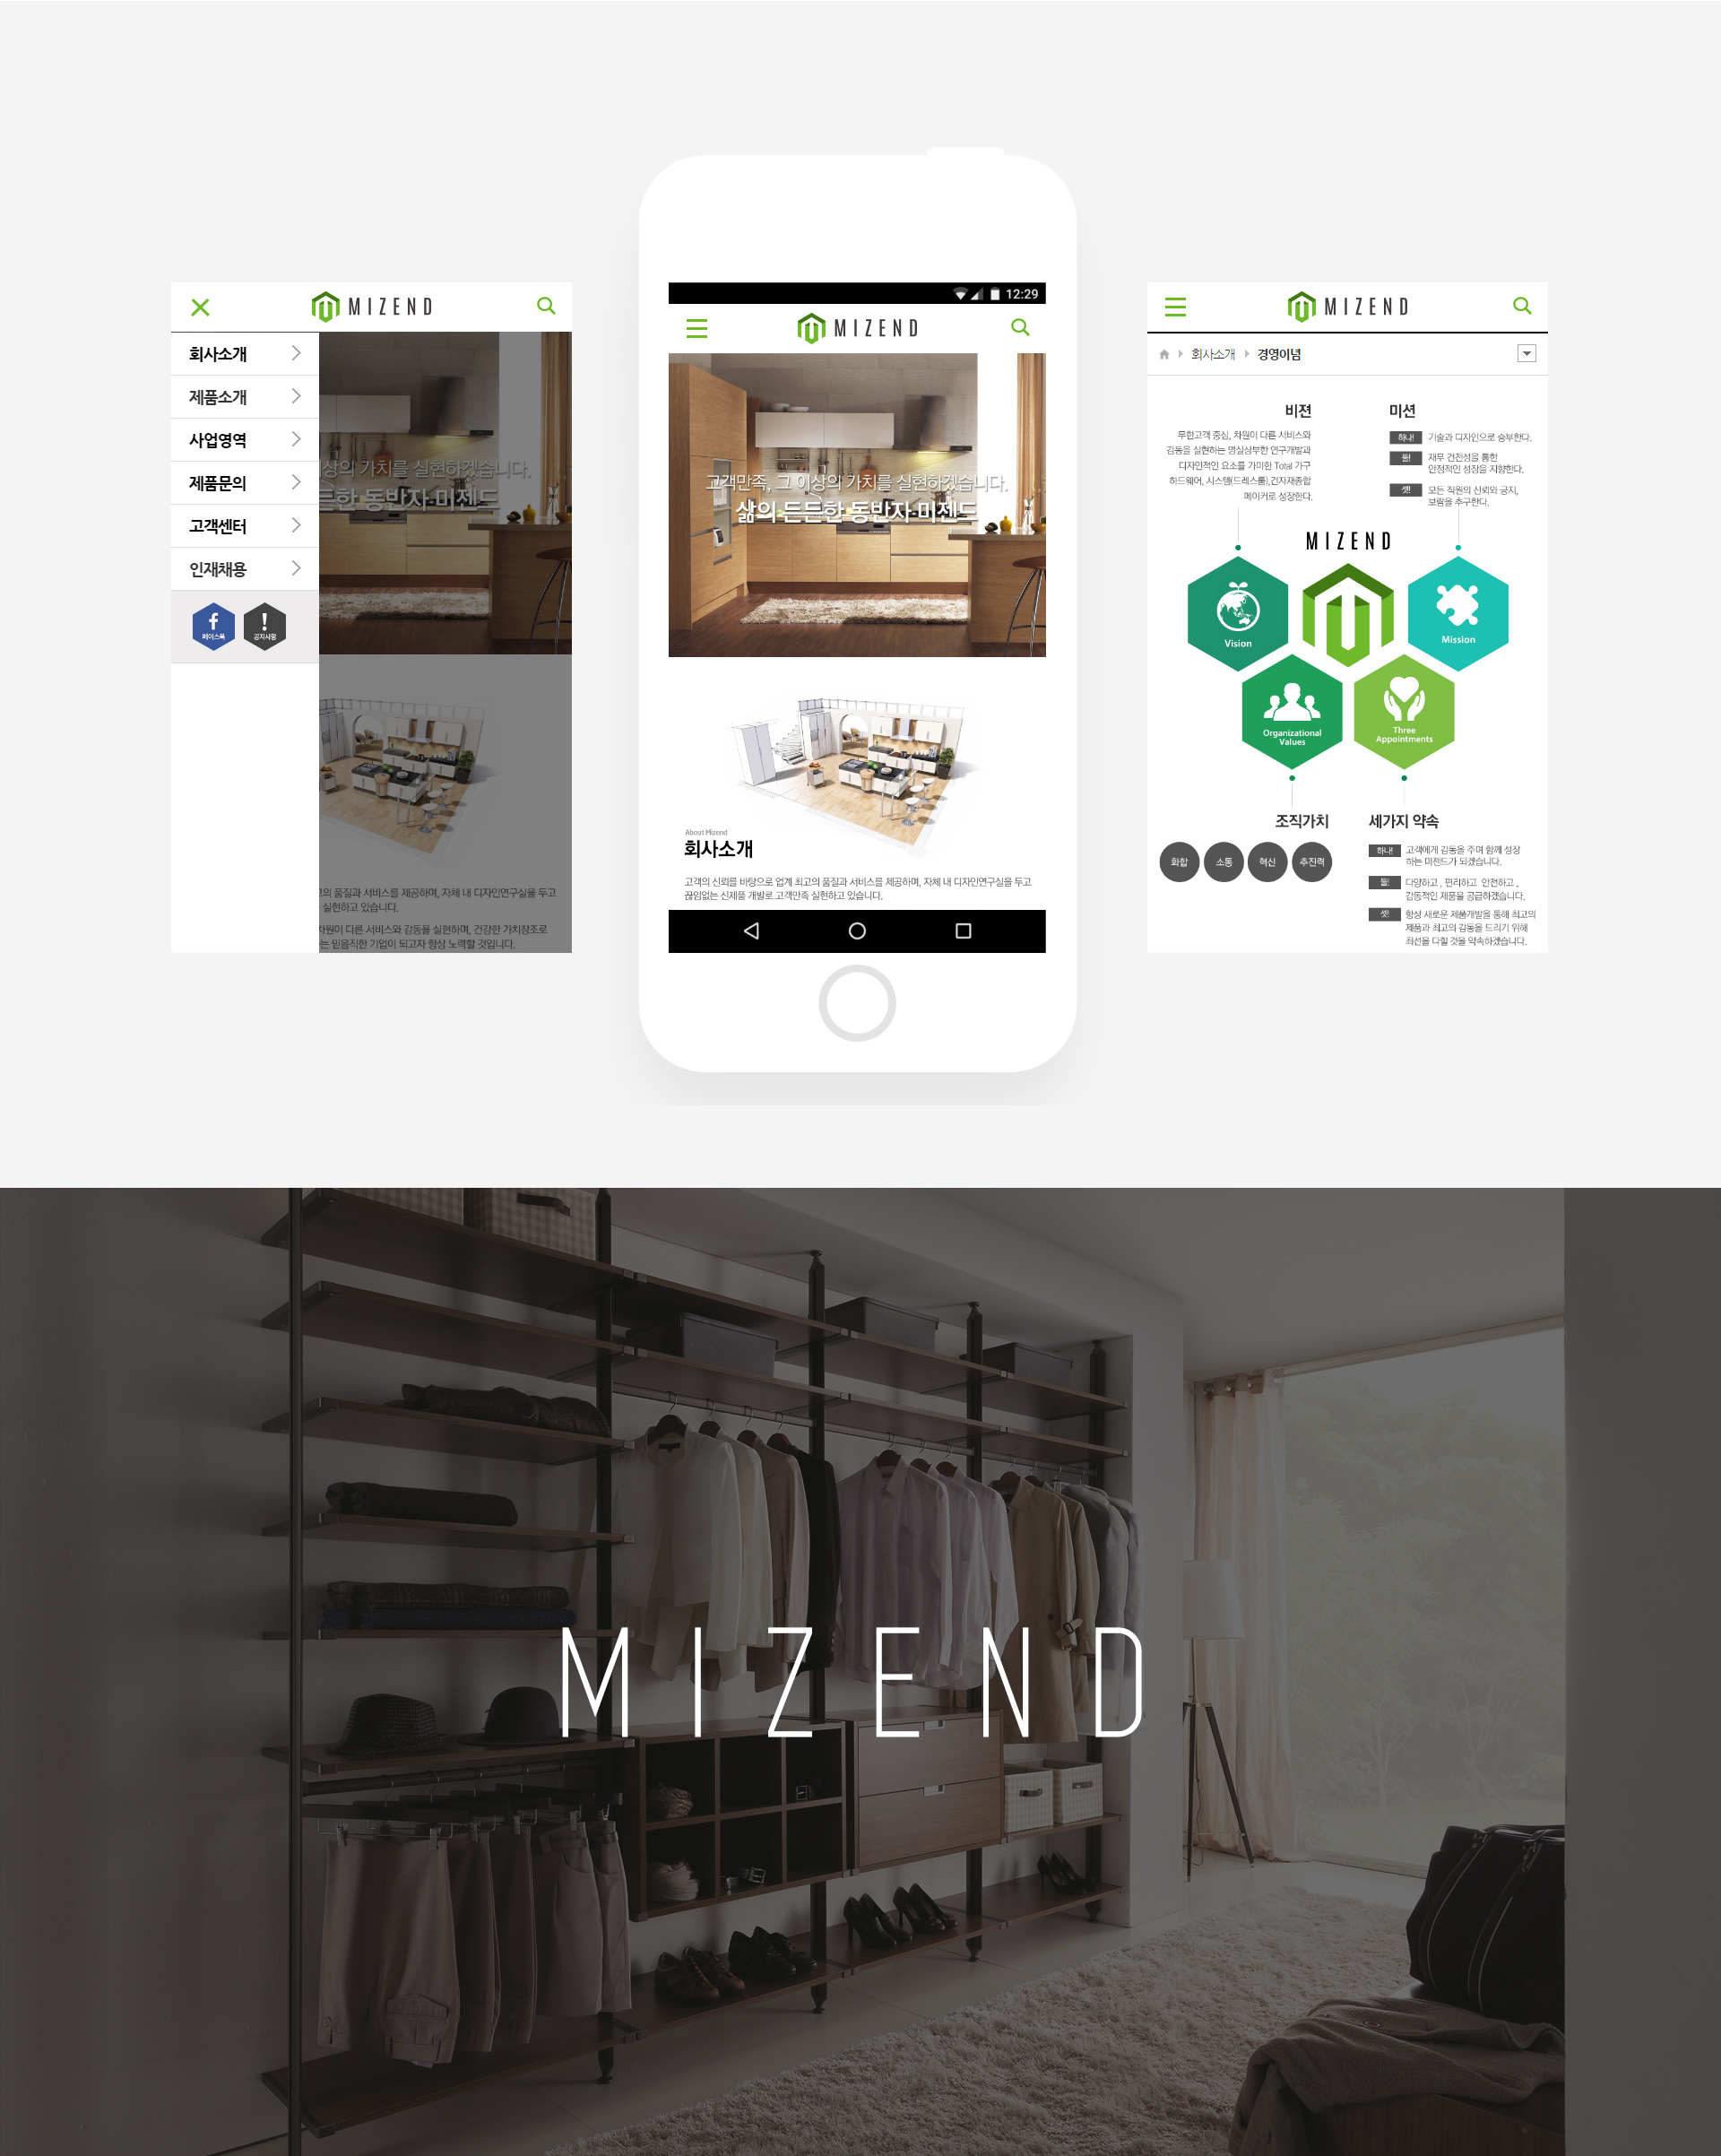 MIZEND
회사소개
제품소개
사업영역
제품문의
고객센터
인재채용
페이스북
공지사항
이상의 가치를 실현하겠습니다.
든한 동반자 미젠드
품질과 서비스를 제공하며, 자체 내 디자인연구실을 두고
실현하고 있습니다.
차원이 다른 서비스와 감동을 실현하며, 건강한 가치창조로
는 믿음직한 기업이 되고자 항상 노력할 것입니다.
12:29
MIZEND
고객만족, 그 이상의 가치를 실현하겠습니다.
삶의 든든한 동반자 미젠드
About Mizend
회사소개
고객의 신뢰를 바탕으로 업계 최고의 품질과 서비스를 제공하며, 자체 내 디자인연구실을 두고
끊임없는 신제품 개발로 고객만족 실현하고 있습니다.
MIZEND
회사소개
경영이념
비젼
무한고객 중심, 차원이 다른 서비스와
감동을 실현하는 명실상부한 연구개발과
디자인적인 요소를 가미한 Total 가구
하드웨어, 시스템(드레스룸),건자재종합
메이커로 성장한다.
미션
하나! 기술과 디자인으로 승부한다.
둘! 재무 건전성을 통한
안정적인 성장을 지향한다.
셋! 모든 직원의 신뢰와 긍지,
보람을 추구한다.
MIZEND
Vision
Mission
Organizational
Values
Three
Appointments
조직가치
화합
소통
혁신
추진력
세가지 약속
하나! 고객에게 감동을 주며 함께 성장
하는 미젼드가 되겠습니다.
둘! 다양하고 , 편리하고 안전하고 ,
감동적인 제품을 공급하겠습니다.
셋! 항상 새로운 제품개발을 통해 최고의
제품과 최고의 감동을 드리기 위해
최선을 다할 것을 약속하겠습니다.
MIZEND